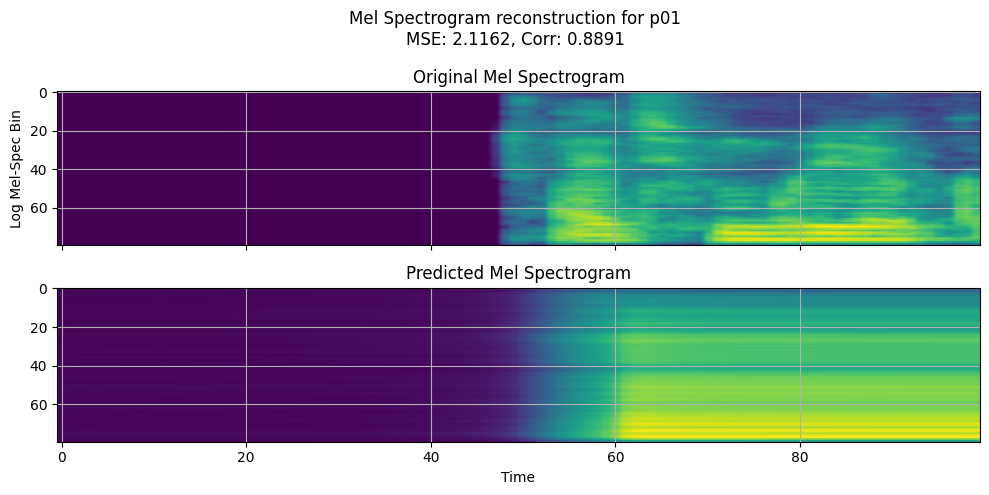 Mel Spectrogram reconstruction for p01
MSE: 2.1162, Corr: 0.8891
Original Mel Spectrogram
Log Mel-Spec Bin
0
20
40
60
Predicted Mel Spectrogram
0
20
40
60
0 20 40 60 80
Time